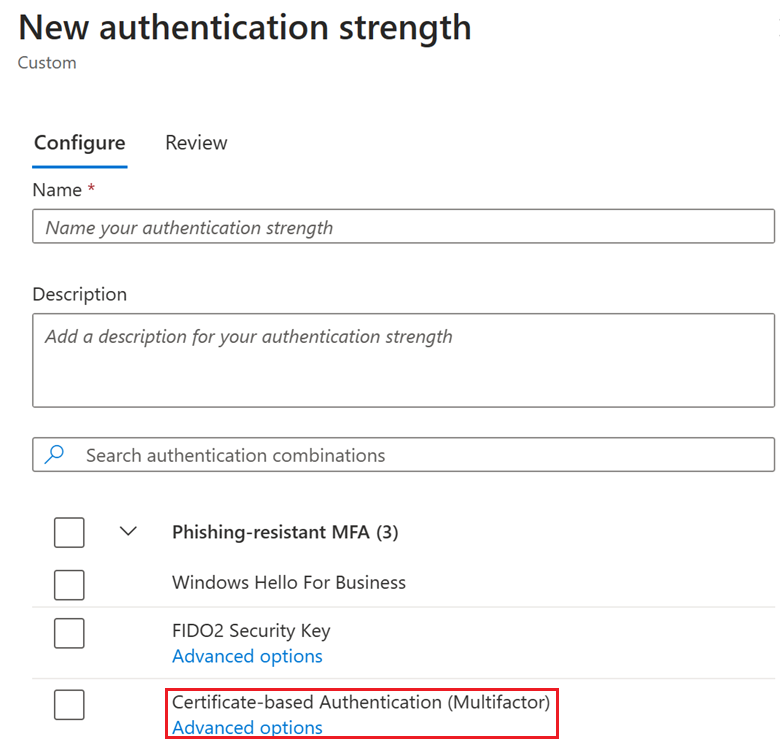 New authentication strength
Custom
Configure Review
Name *
Name your authentication strength
Description
Add a description for your authentication strength
Search authentication combinations
Phishing-resistant MFA (3)
Windows Hello For Business
FIDO2 Security Key
Advanced options
Certificate-based Authentication (Multifactor)
Advanced options